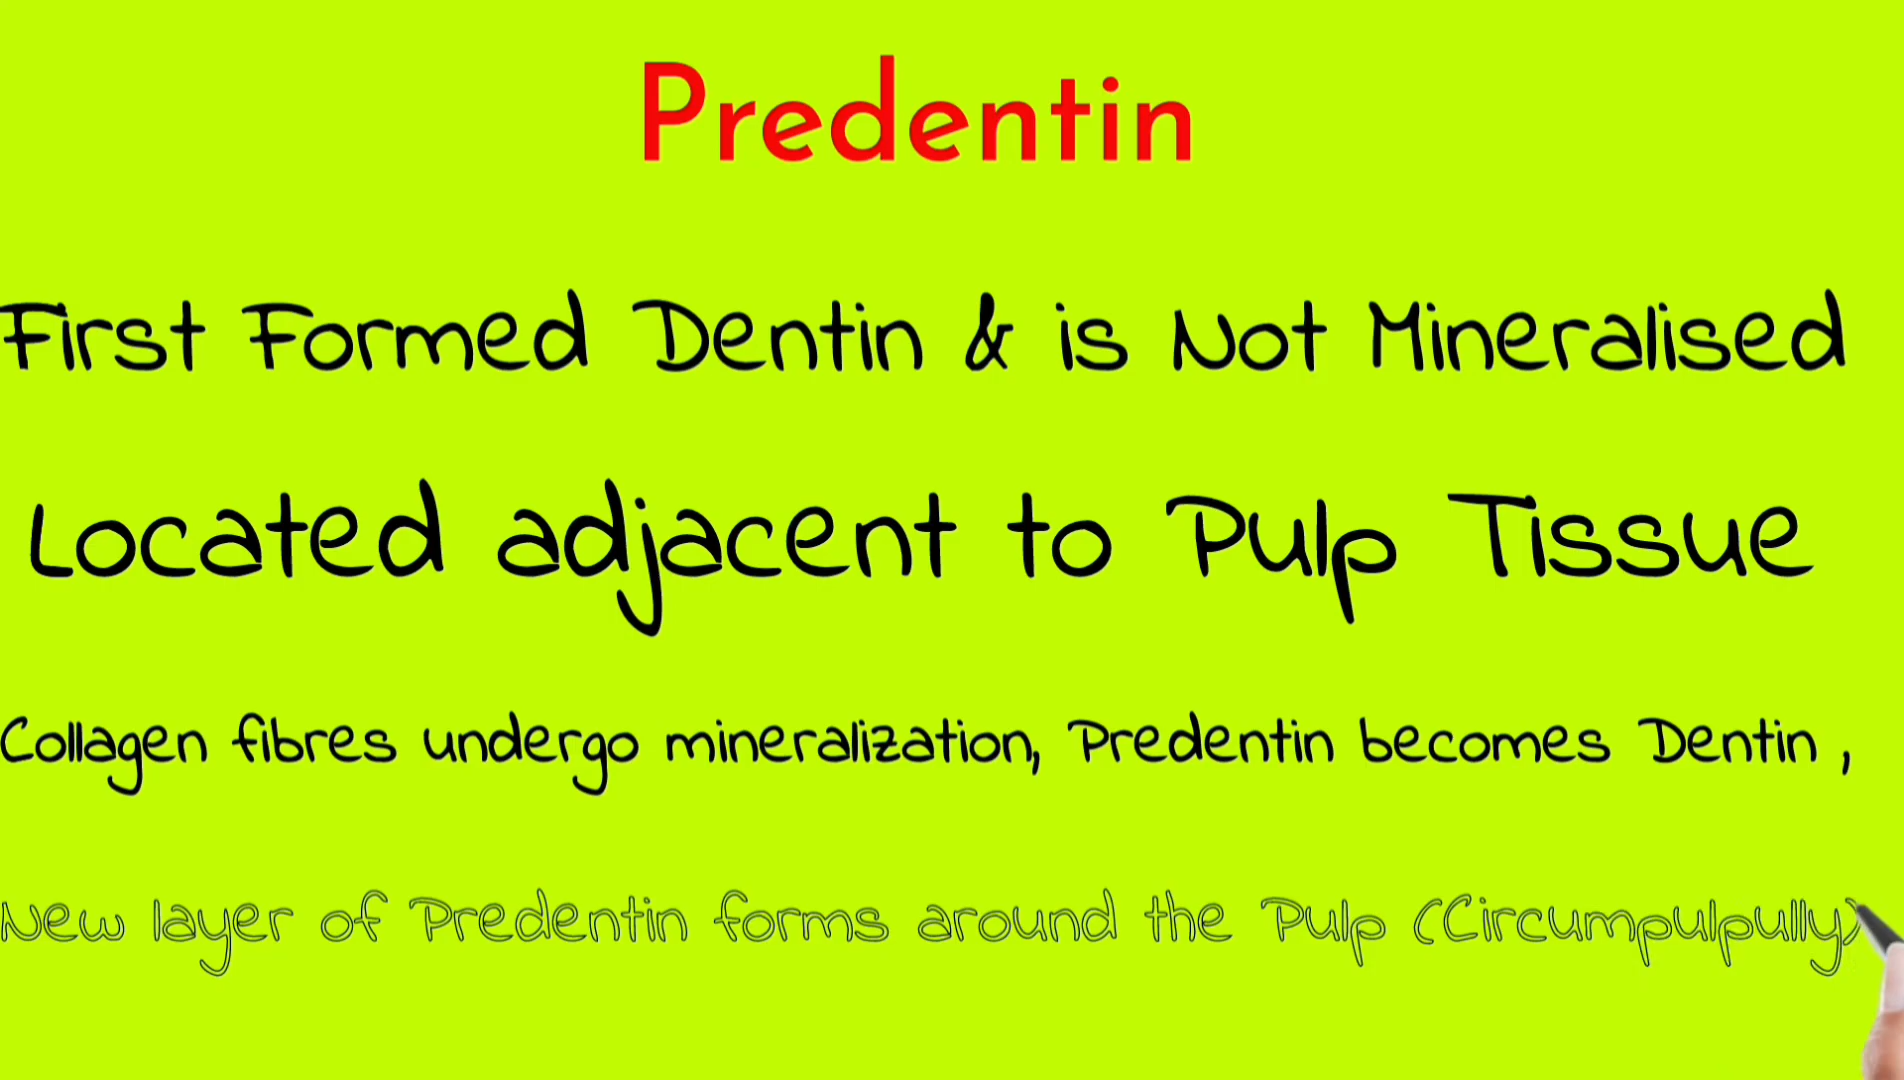 Predentin
First Formed Dentin & is Not Mineralised
Located adjacent to Pulp Tissue
Collagen fibres undergo mineralization, Predentin becomes Dentin ,
New layer of Predentin forms around the Pulp (Circumpulpully)